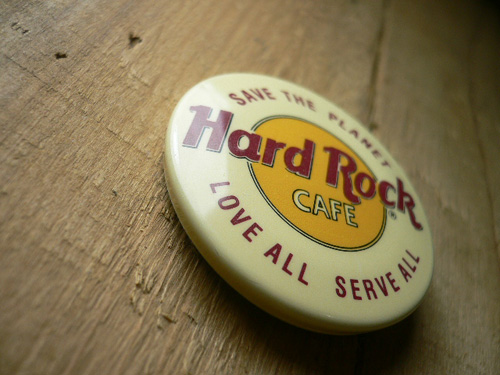 SAVE THE PLANET
Hard Rock
CAFE
®
LOVE ALL SERVE ALL